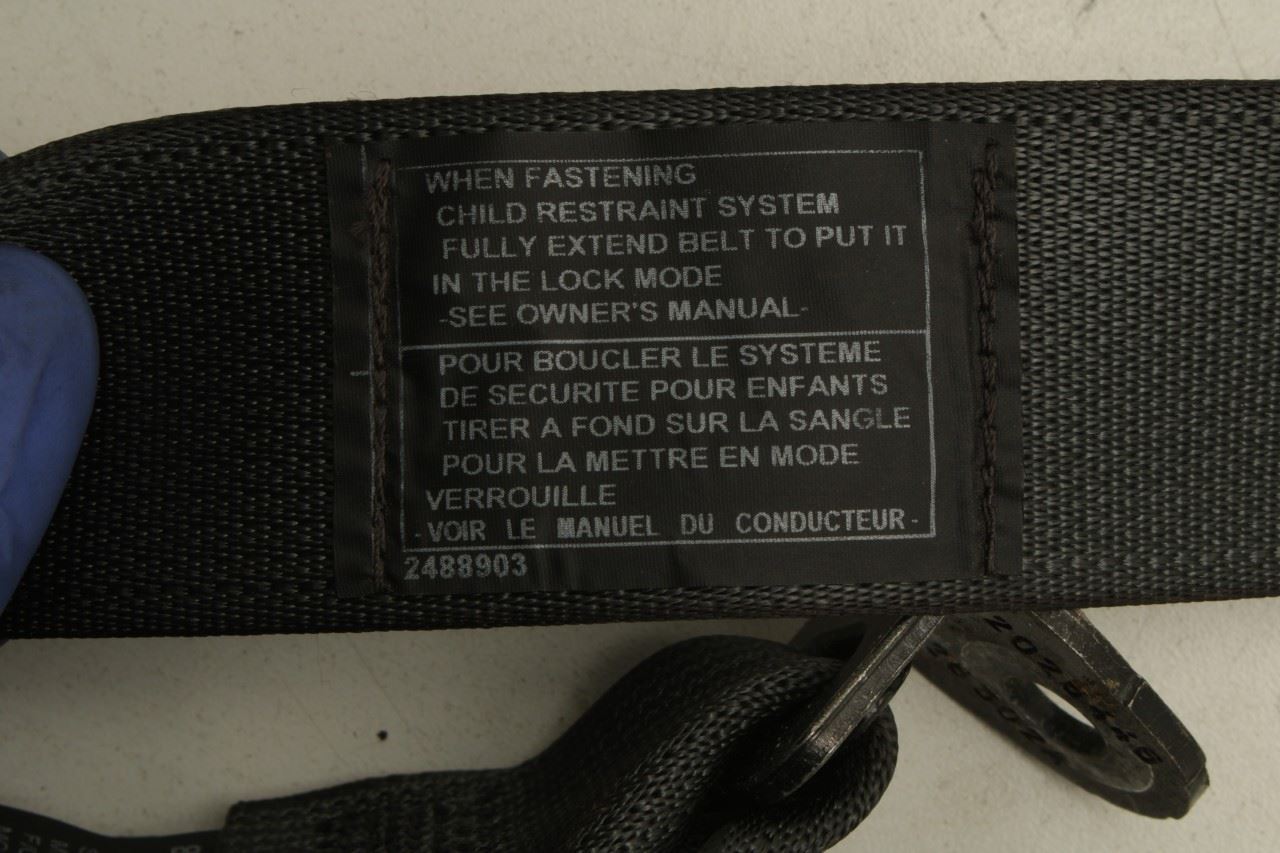 WHEN FASTENING
CHILD RESTRAINT SYSTEM
FULLY EXTEND BELT TO PUT IT
IN THE LOCK MODE
-SEE OWNER'S MANUAL-
POUR BOUCLER LE SYSTEME
DE SECURITE POUR ENFANTS
TIRER A FOND SUR LA SANGLE
POUR LA METTRE EN MODE
VERROUILLE
-VOIR LE MANUEL DU CONDUCTEUR-
2488903